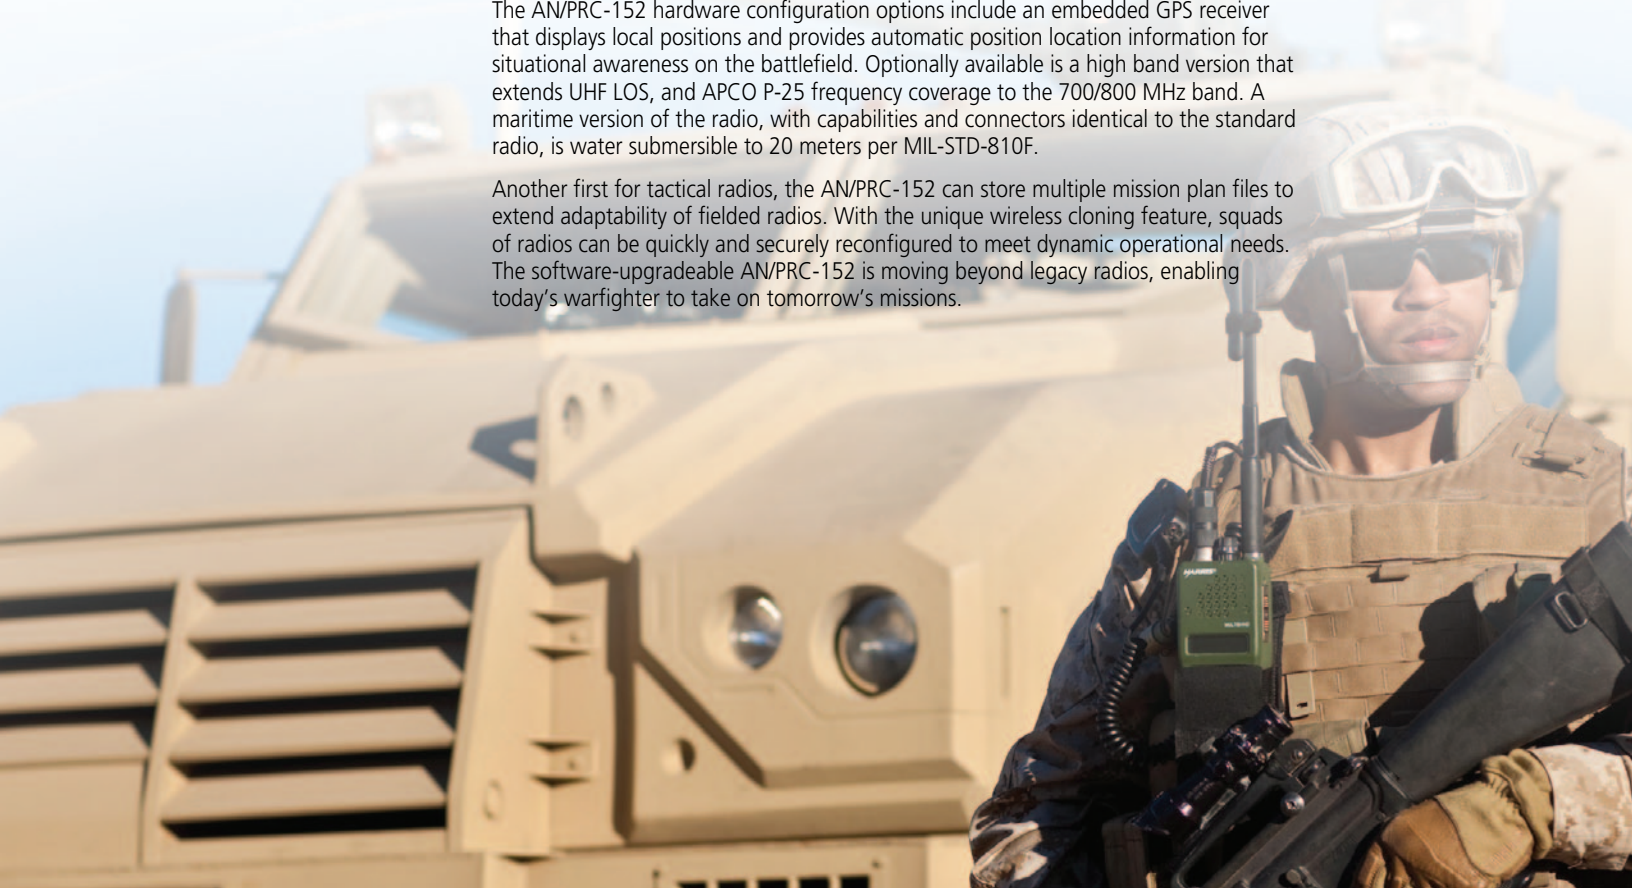 The AN/PRC-152 hardware configuration options include an embedded GPS receiver
that displays local positions and provides automatic position location information for
situational awareness on the battlefield. Optionally available is a high band version that
extends UHF LOS, and APCO P-25 frequency coverage to the 700/800 MHz band. A
maritime version of the radio, with capabilities and connectors identical to the standard
radio, is water submersible to 20 meters per MIL-STD-810F.
Another first for tactical radios, the AN/PRC-152 can store multiple mission plan files to
extend adaptability of fielded radios. With the unique wireless cloning feature, squads
of radios can be quickly and securely reconfigured to meet dynamic operational needs.
The software-upgradeable AN/PRC-152 is moving beyond legacy radios, enabling
today’s warfighter to take on tomorrow’s missions.
HARRIS